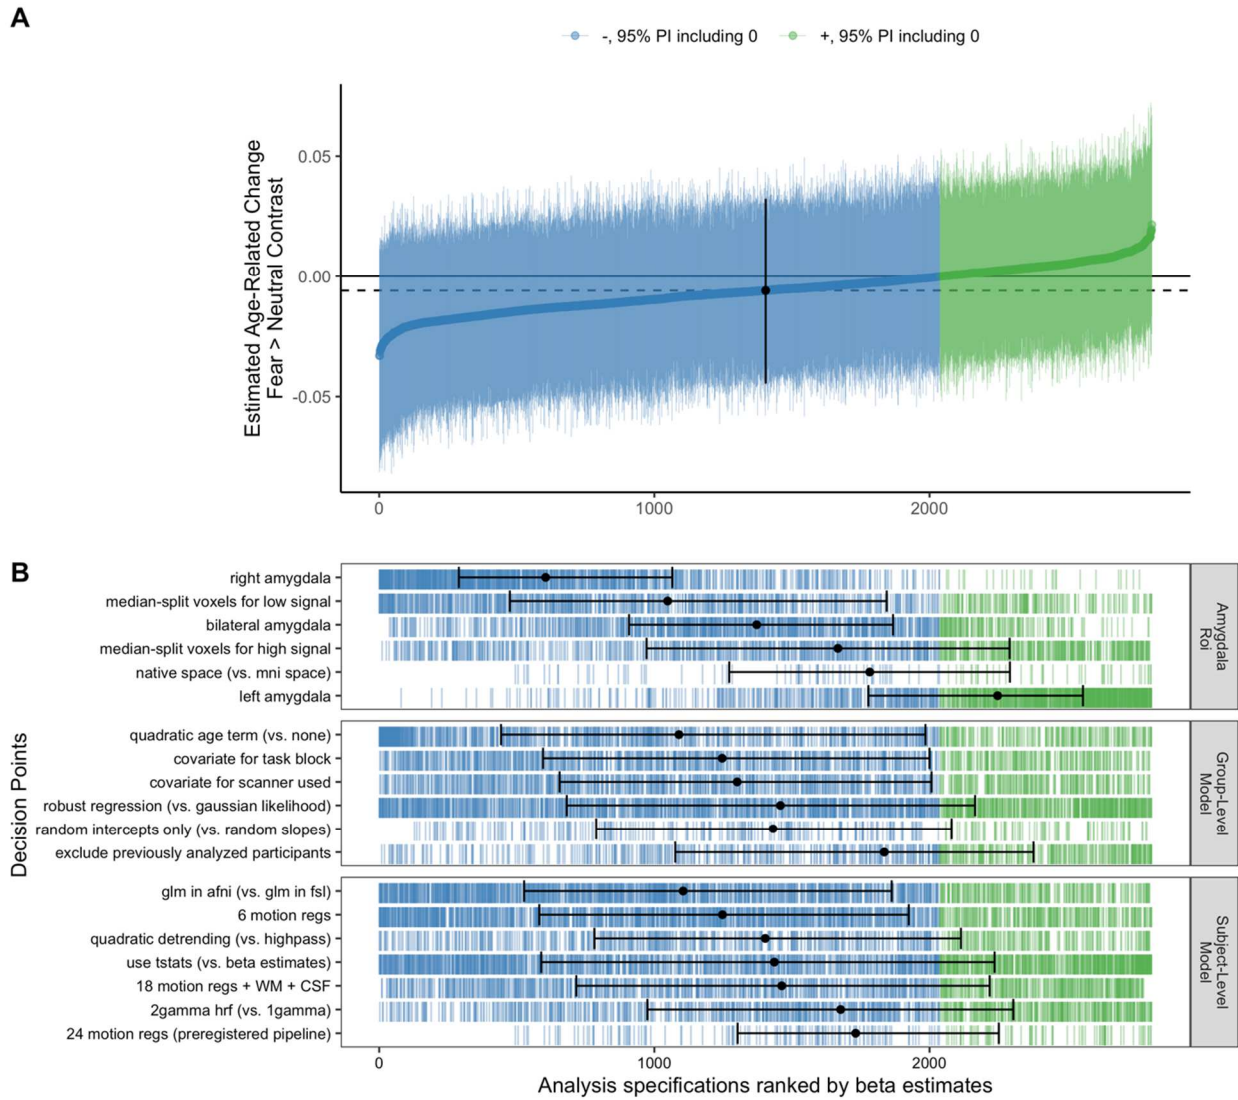 A
-, 95% PI including 0
+, 95% PI including 0
Estimated Age-Related Change
Fear > Neutral Contrast
0.05
0.00
-0.05
0
1000
2000
B
Decision Points
right amygdala
median-split voxels for low signal
bilateral amygdala
median-split voxels for high signal
native space (vs. mni space)
left amygdala
Amygdala
Roi
quadratic age term (vs. none)
covariate for task block
covariate for scanner used
robust regression (vs. gaussian likelihood)
random intercepts only (vs. random slopes)
exclude previously analyzed participants
Group-Level
Model
glm in afni (vs. glm in fsl)
6 motion regs
quadratic detrending (vs. highpass)
use tstats (vs. beta estimates)
18 motion regs + WM + CSF
2gamma hrf (vs. 1gamma)
24 motion regs (preregistered pipeline)
Subject-Level
Model
0
1000
2000
Analysis specifications ranked by beta estimates